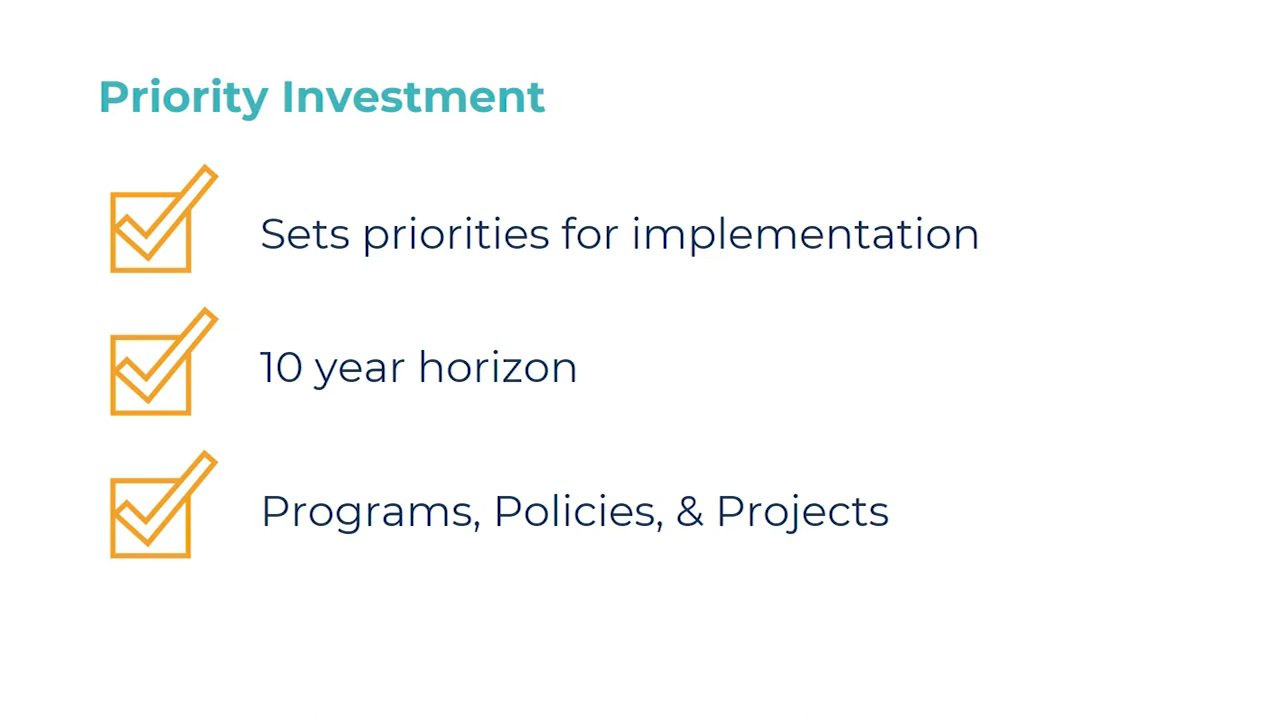 Priority Investment
Sets priorities for implementation
10 year horizon
Programs, Policies, & Projects